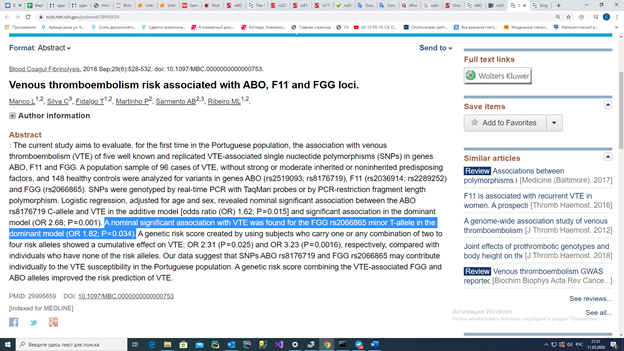 ncbi.nlm.nih.gov/pubmed/29995659
Format: Abstract
Send to
Blood Coagul Fibrinolysis, 2018 Sep;29(6):528-532. doi: 10.1097/MBC.0000000000000753.
Venous thromboembolism risk associated with ABO, F11 and FGG loci.
Manco L1,2, Silva C3, Fidalgo T1,2, Martinho P2, Sarmento AB2,3, Ribeiro ML1,2.
Author information
Abstract
: The current study aims to evaluate, for the first time in the Portuguese population, the association with venous
thromboembolism (VTE) of five well known and replicated VTE-associated single nucleotide polymorphisms (SNPs) in genes
ABO, F11 and FGG. A population sample of 96 cases of VTE, without strong or moderate inherited or noninherited predisposing
factors, and 148 healthy controls were analyzed for variants in genes ABO (rs2519093; rs8176719), F11 (rs2036914; rs2289252)
and FGG (rs2066865). SNPs were genotyped by real-time PCR with TaqMan probes or by PCR-restriction fragment length
polymorphism. Logistic regression, adjusted for age and sex, revealed nominal significant association between the ABO
rs8176719 C-allele and VTE in the additive model [odds ratio (OR) 1.62; P=0.015] and significant association in the dominant
model (OR 2.68; P=0.001). A nominal significant association with VTE was found for the FGG rs2066865 minor T-allele in the
dominant model (OR 1.82; P=0.034). A genetic risk score created by using subjects who carry one or any combination of two to
four risk alleles showed a cumulative effect on VTE: OR 2.31 (P=0.025) and OR 3.23 (P=0.0016), respectively, compared with
individuals who have none of the risk alleles. Our data suggest that SNPs ABO rs8176719 and FGG rs2066865 may contribute
individually to the VTE susceptibility in the Portuguese population. A genetic risk score combining the VTE-associated FGG and
ABO alleles improved the risk prediction of VTE.
PMID: 29995659 DOI: 10.1097/MBC.0000000000000753
[Indexed for MEDLINE]
Full text links
Wolters Kluwer
Save items
Add to Favorites
Similar articles
Review Associations between
polymorphisms i [Medicine (Baltimore). 2017]
F11 is associated with recurrent VTE in
women. A prospecti [Thromb Haemost. 2016]
A genome-wide association study of venous
thromboembolism [J Thromb Haemost. 2012]
Joint effects of prothrombotic genotypes and
body height on the [J Thromb Haemost. 2018]
Review Venous thromboembolism GWAS
reportec [Biochim Biophys Acta Rev Cance...]
See reviews...
See all...
Активация Windows
Введите здесь текст для поиска
РУС
21:51
11.03.2020